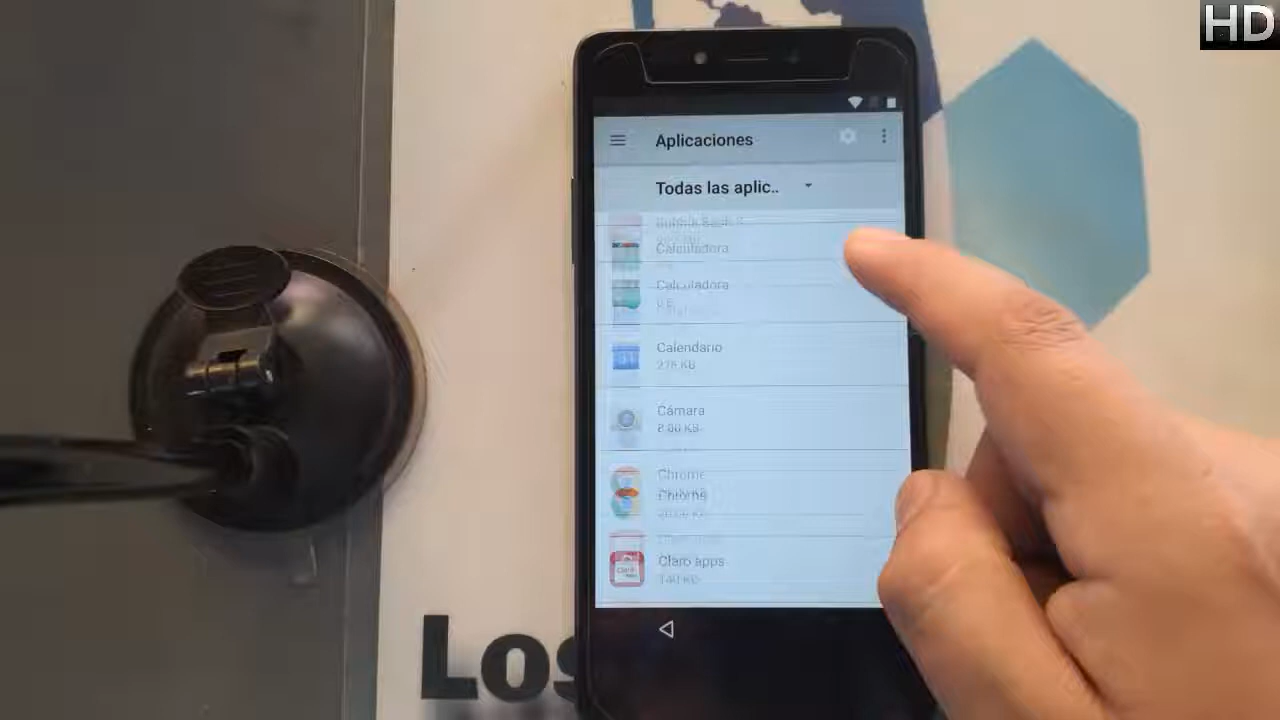 HD
Aplicaciones
Todas las aplic..
Calculadora
Calculadora
Calendario
276 KB
Cámara
8.00 KB
Chrome
Chrome
Claro apps
140 KB
Los